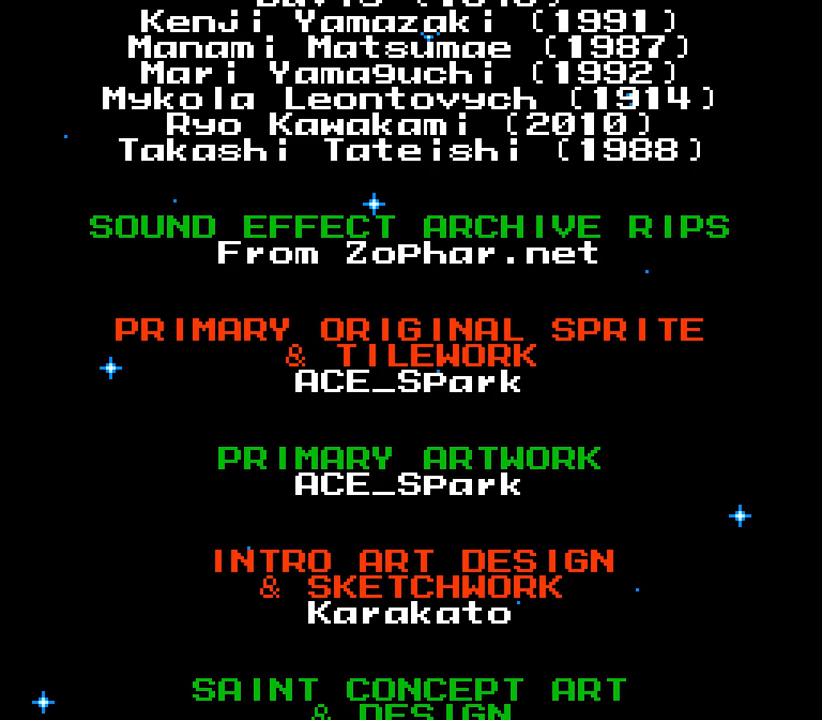 Kenji Yamazaki (1991)
Manami Matsumae (1987)
Mari Yamaguchi (1992)
Mykola Leontovych (1914)
Ryo Kawakami (2010)
Takashi Tateishi (1988)
SOUND EFFECT ARCHIVE RIPS
From Zophar.net
PRIMARY ORIGINAL SPRITE
& TILEWORK
ACE_Spark
PRIMARY ARTWORK
ACE_Spark
INTRO ART DESIGN
& SKETCHWORK
Karakato
SAINT CONCEPT ART
& DESIGN